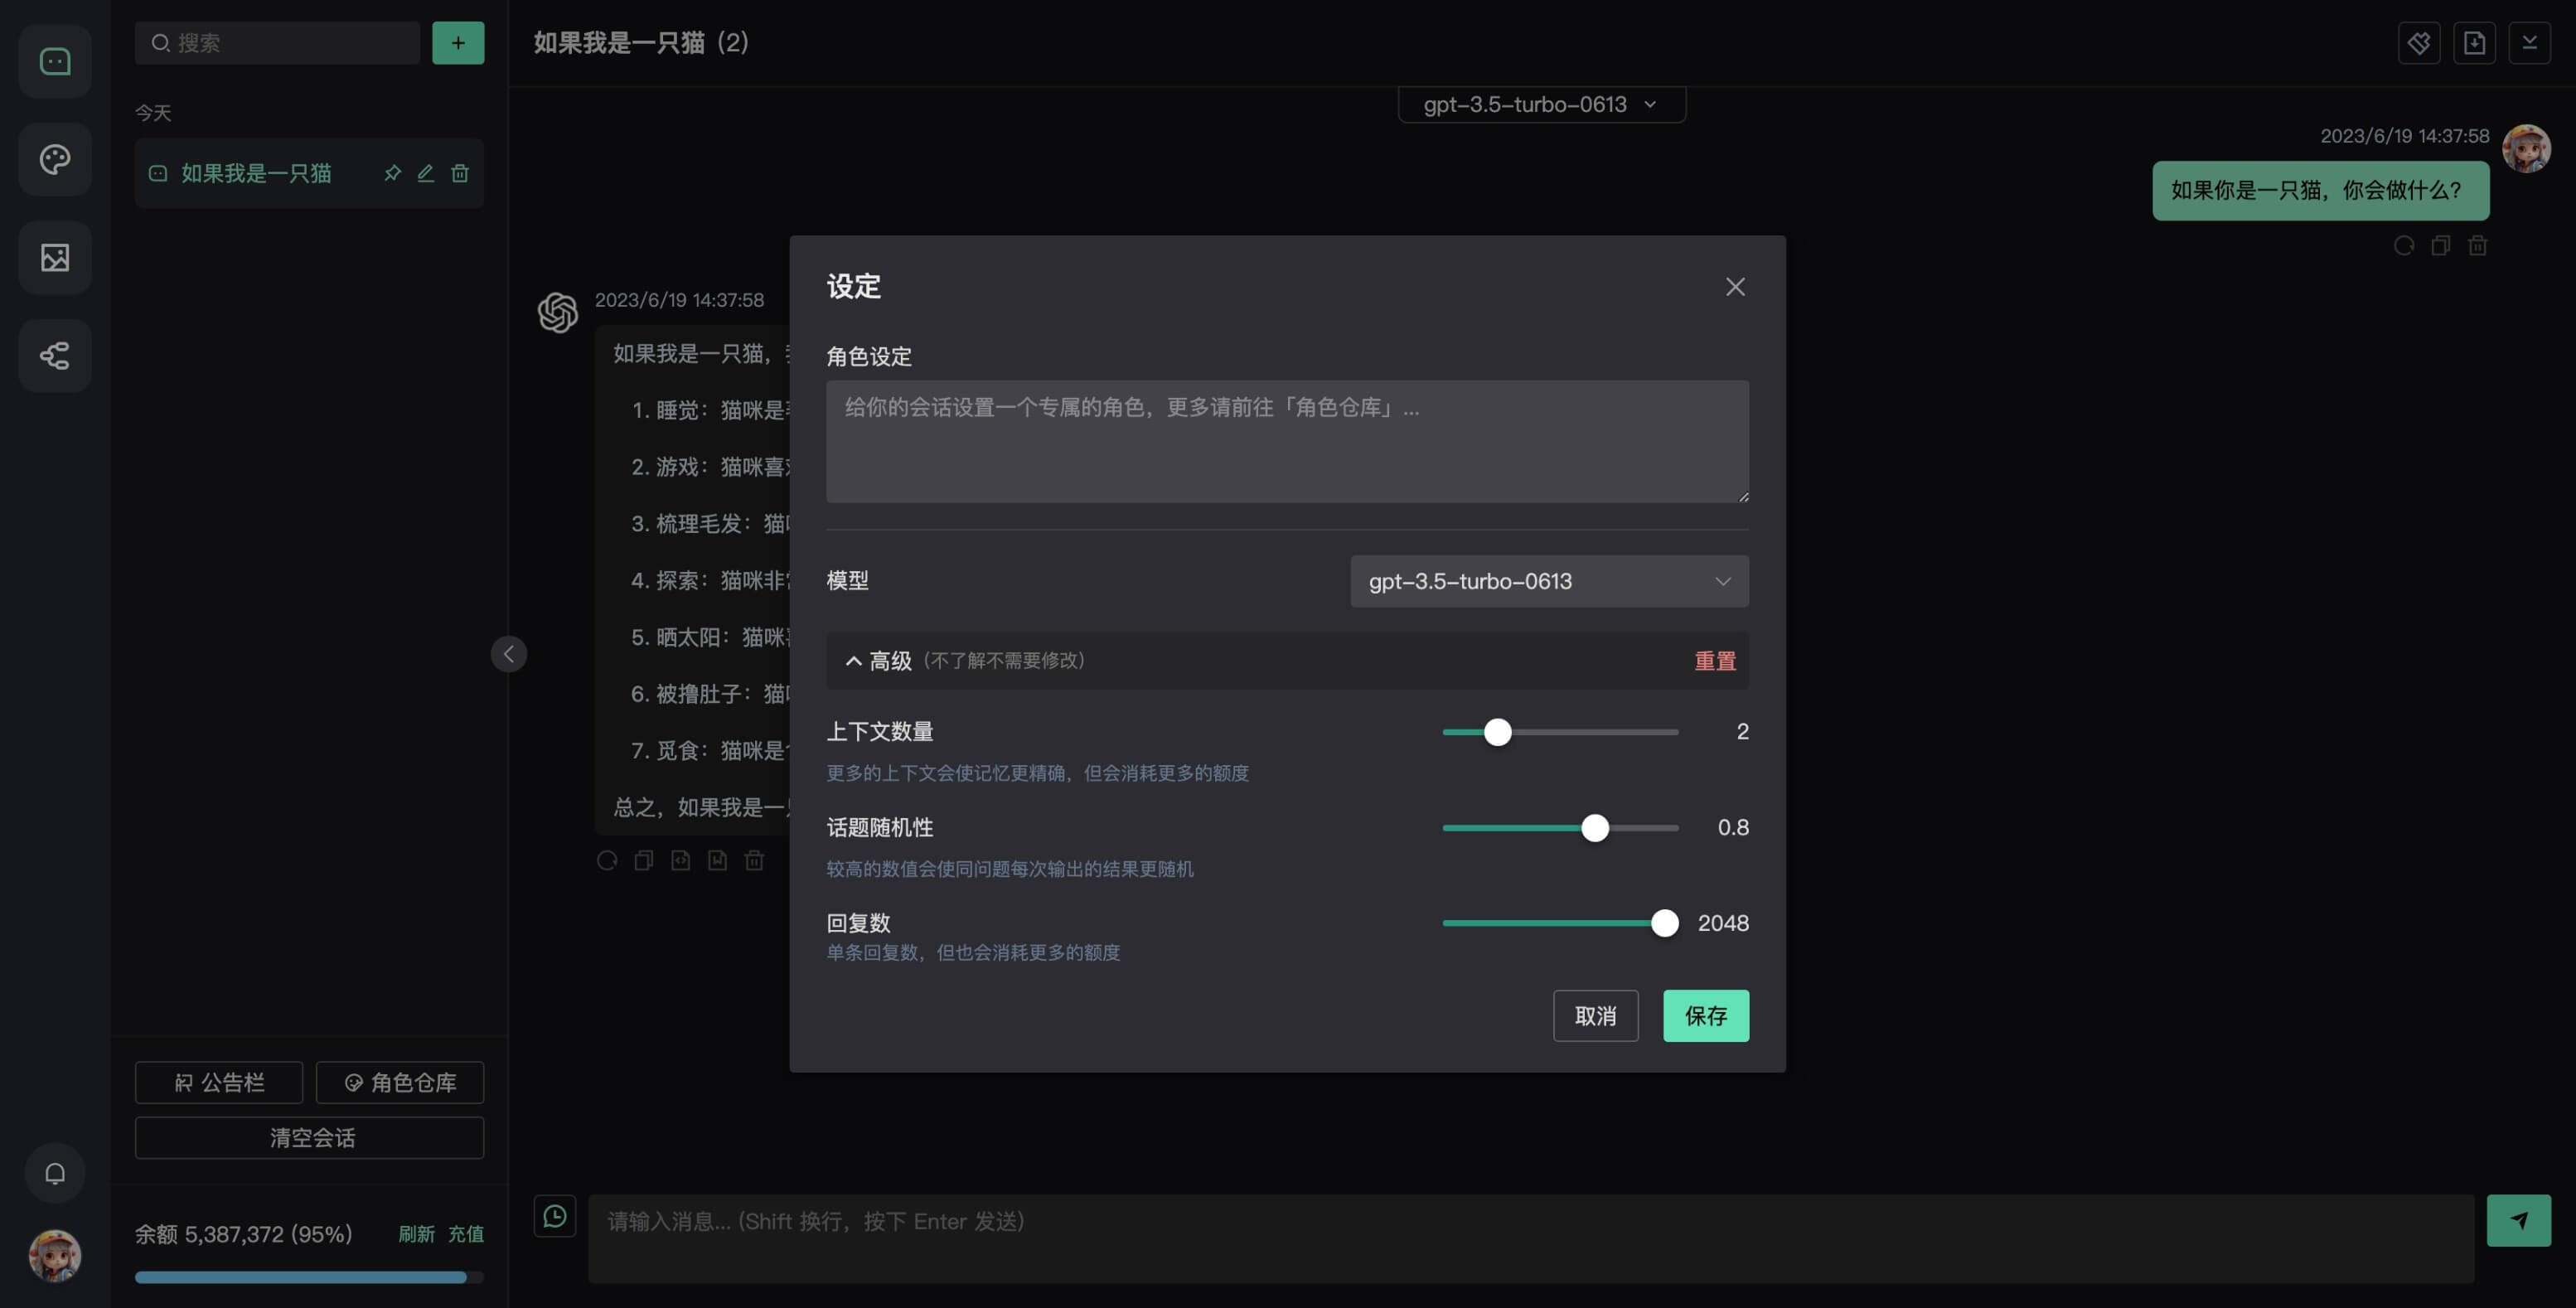 搜索
+
今天
如果我是一只猫
公告栏
角色仓库
清空会话
余额 5,387,372 (95%)
刷新 充值
如果我是一只猫 (2)
gpt-3.5-turbo-0613
2023/6/19 14:37:58
如果你是一只猫，你会做什么？
2023/6/19 14:37:58
如果我是一只猫，
1. 睡觉：猫咪是
2. 游戏：猫咪喜
3. 梳理毛发：猫
4. 探索：猫咪非
5. 晒太阳：猫咪
6. 被撸肚子：猫
7. 觅食：猫咪是
总之，如果我是一
设定
角色设定
给你的会话设置一个专属的角色，更多请前往「角色仓库」...
模型
gpt-3.5-turbo-0613
高级（不了解不需要修改）
重置
上下文数量
2
更多的上下文会使记忆更精确，但会消耗更多的额度
话题随机性
0.8
较高的数值会使同问题每次输出的结果更随机
回复数
2048
单条回复数，但也会消耗更多的额度
取消
保存
请输入消息... (Shift 换行，按下 Enter 发送)